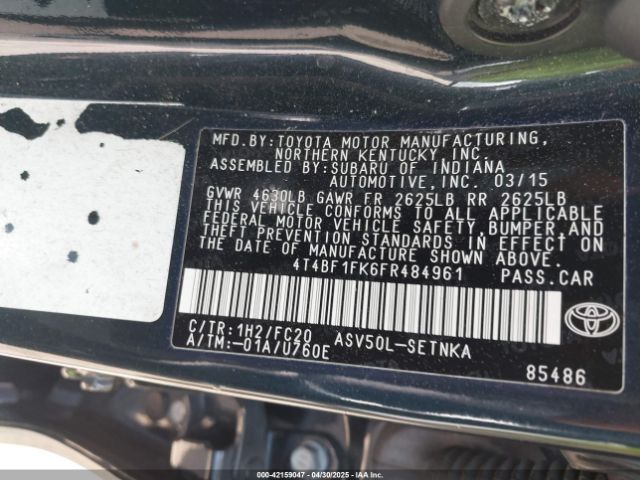 MFD.BY:TOYOTA MOTOR MANUFACTURING,
NORTHERN KENTUCKY INC.
ASSEMBLED BY:SUBARU OF INDIANA
AUTOMOTIVE,INC. 03/15
GVWR 4630LB GAWR FR 2625LB RR 2625LB
THIS VEHICLE CONFORMS TO ALL APPLICABLE
FEDERAL MOTOR VEHICLE SAFETY,BUMPER,AND
THEFT PREVENTION STANDARDS IN EFFECT ON
THE DATE OF MANUFACTURE SHOWN ABOVE.
4T4BF1FK6FR484961 PASS.CAR
C/TR:1H2/FC20 ASV50L-SETNKA
A/TM:-01A/U760E
85486
000-42159047 - 04/30/2025 - IAAI.COM